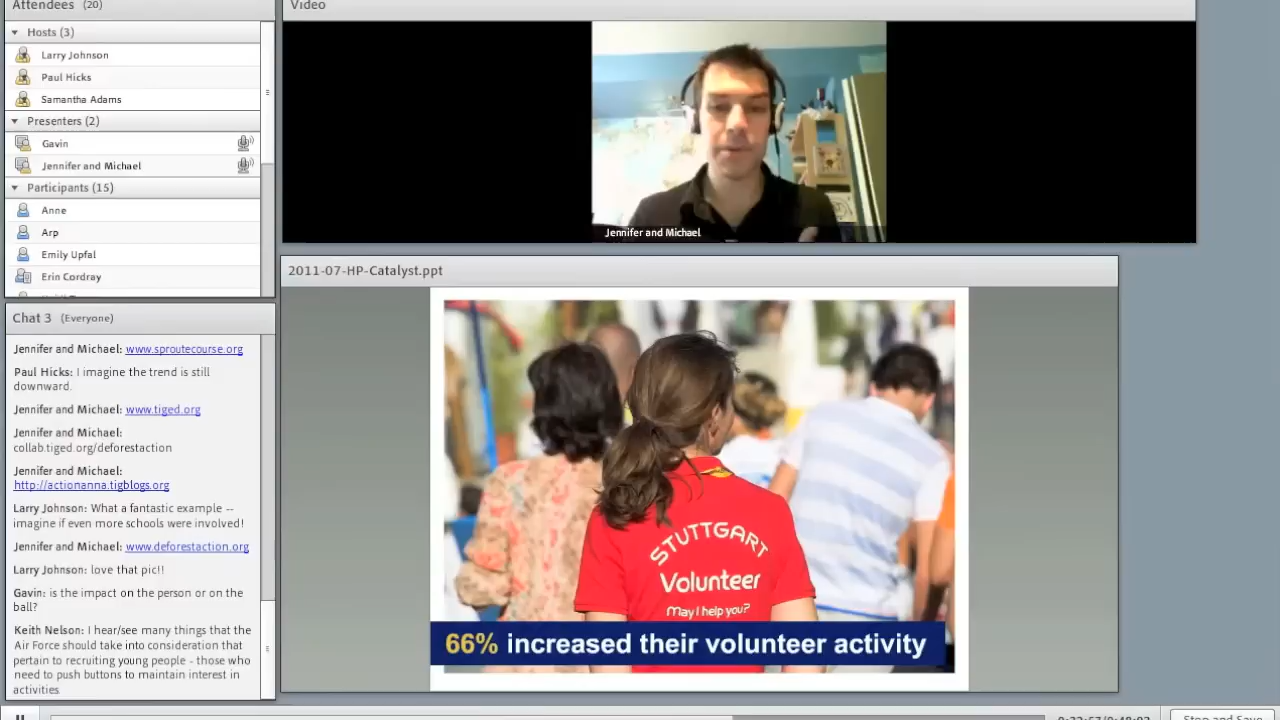 Attendees (20)
Hosts (3)
Larry Johnson
Paul Hicks
Samantha Adams
Presenters (2)
Gavin
Jennifer and Michael
Participants (15)
Anne
Arp
Emily Upfal
Erin Cordray
Chat 3 (Everyone)
Jennifer and Michael: www.sproutecourse.org
Paul Hicks: I imagine the trend is still
downward.
Jennifer and Michael: www.tiged.org
Jennifer and Michael:
collab.tiged.org/deforestaction
Jennifer and Michael:
http://actionanna.tigblogs.org
Larry Johnson: What a fantastic example --
imagine if even more schools were involved!
Jennifer and Michael: www.deforestaction.org
Larry Johnson: love that pic!!
Gavin: is the impact on the person or on the
ball?
Keith Nelson: I hear/see many things that the
Air Force should take into consideration that
pertain to recruiting young people - those who
need to push buttons to maintain interest in
activities
Video
Jennifer and Michael
2011-07-HP-Catalyst.ppt
STUTTGART
Volunteer
May I help you?
66% increased their volunteer activity
Stop and Save